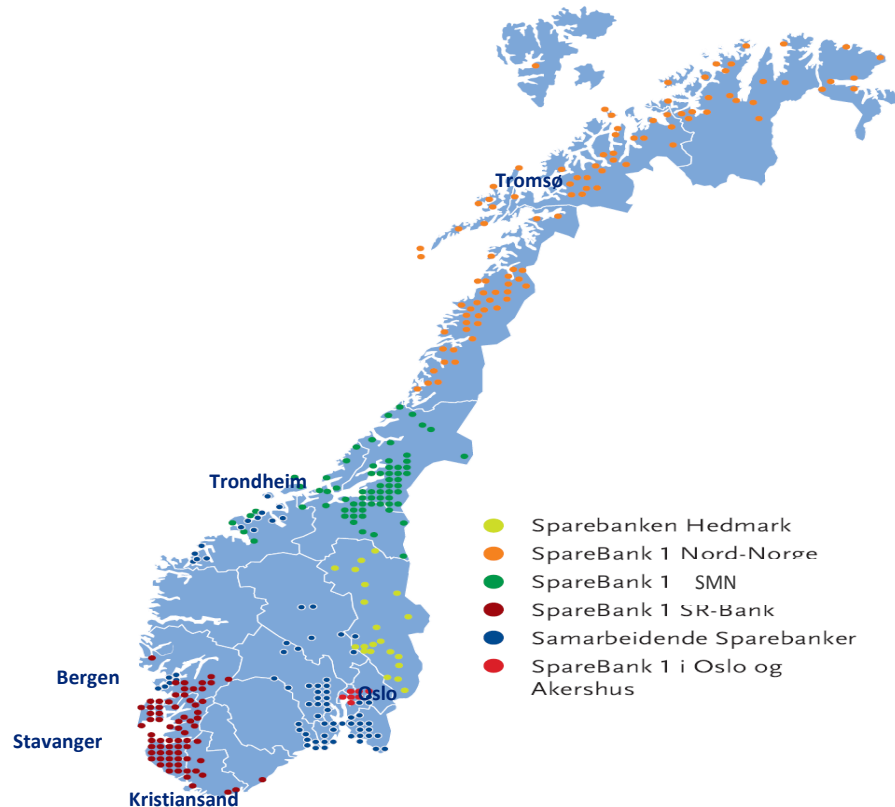 Tromsø
Trondheim
Sparebanken Hedmark
SpareBank 1 Nord-Norge
SpareBank 1 SMN
SpareBank 1 SR-Bank
Samarbeidende Sparebanker
SpareBank 1 i Oslo og
Akershus
Bergen
Oslo
Stavanger
Kristiansand